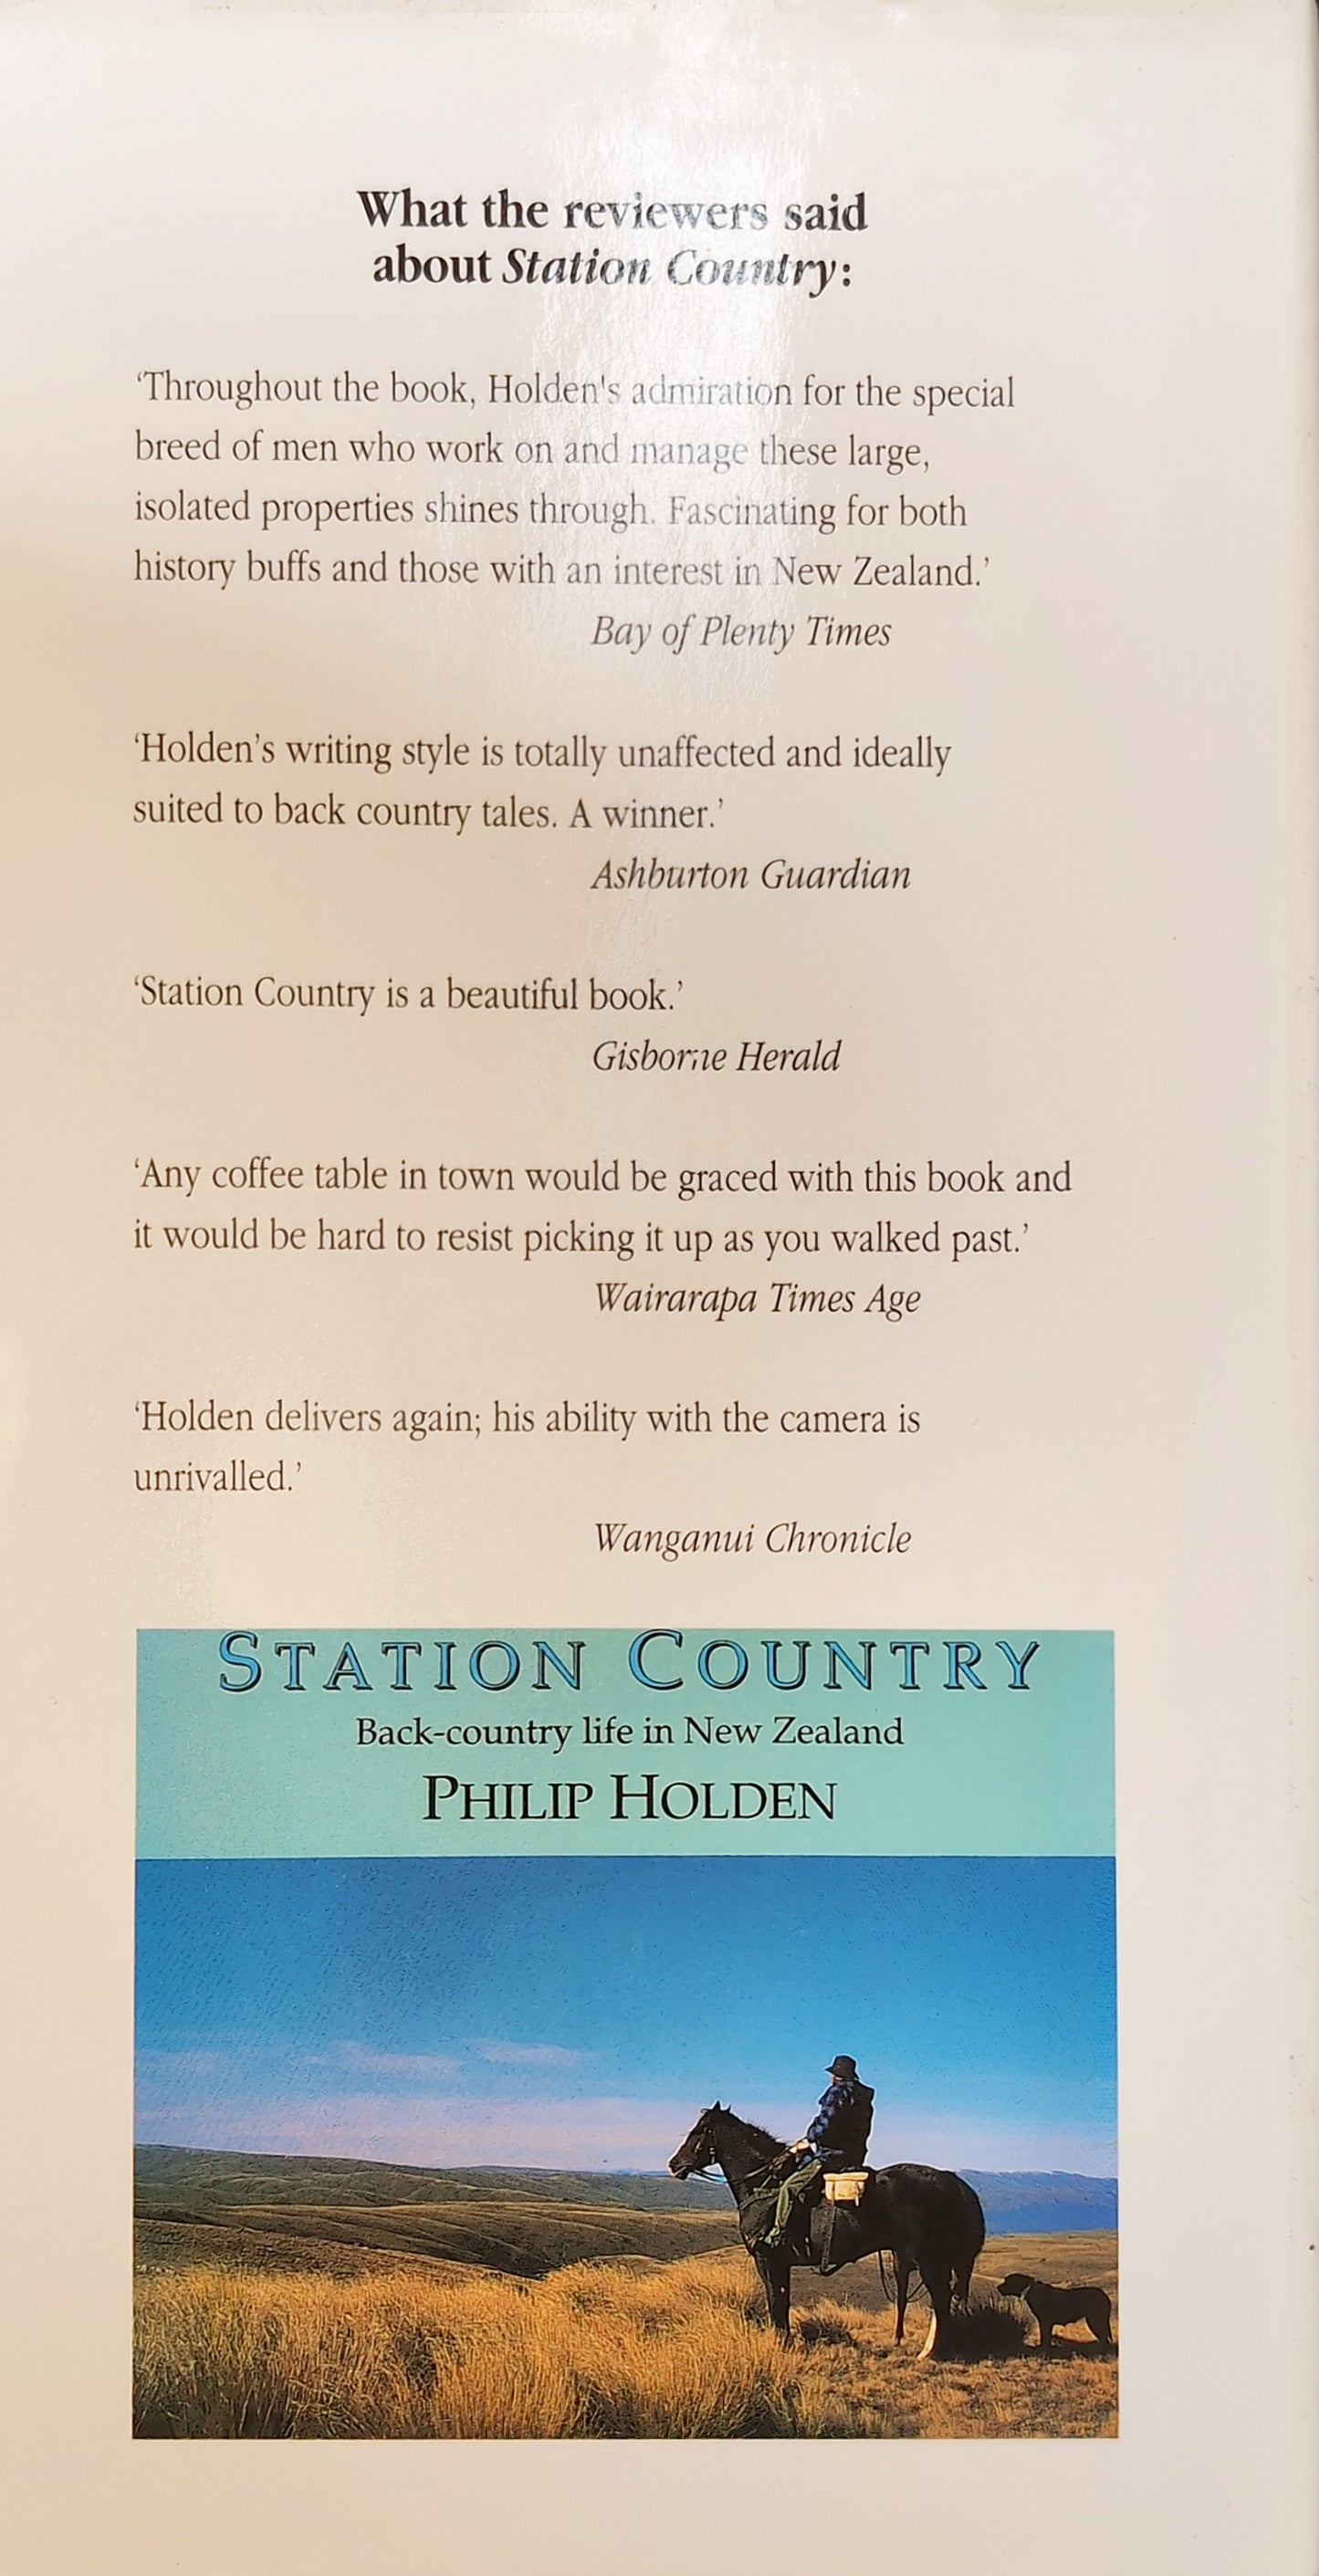 What the reviewers said
about Station Country:
‘Throughout the book, Holden's admiration for the special
breed of men who work on and manage these large,
isolated properties shines through. Fascinating for both
history buffs and those with an interest in New Zealand.’
Bay of Plenty Times
‘Holden’s writing style is totally unaffected and ideally
suited to back country tales. A winner.’
Ashburton Guardian
‘Station Country is a beautiful book.’
Gisborne Herald
‘Any coffee table in town would be graced with this book and
it would be hard to resist picking it up as you walked past.’
Wairarapa Times Age
‘Holden delivers again; his ability with the camera is
unrivalled.’
Wanganui Chronicle
STATION COUNTRY
Back-country life in New Zealand
PHILIP HOLDEN